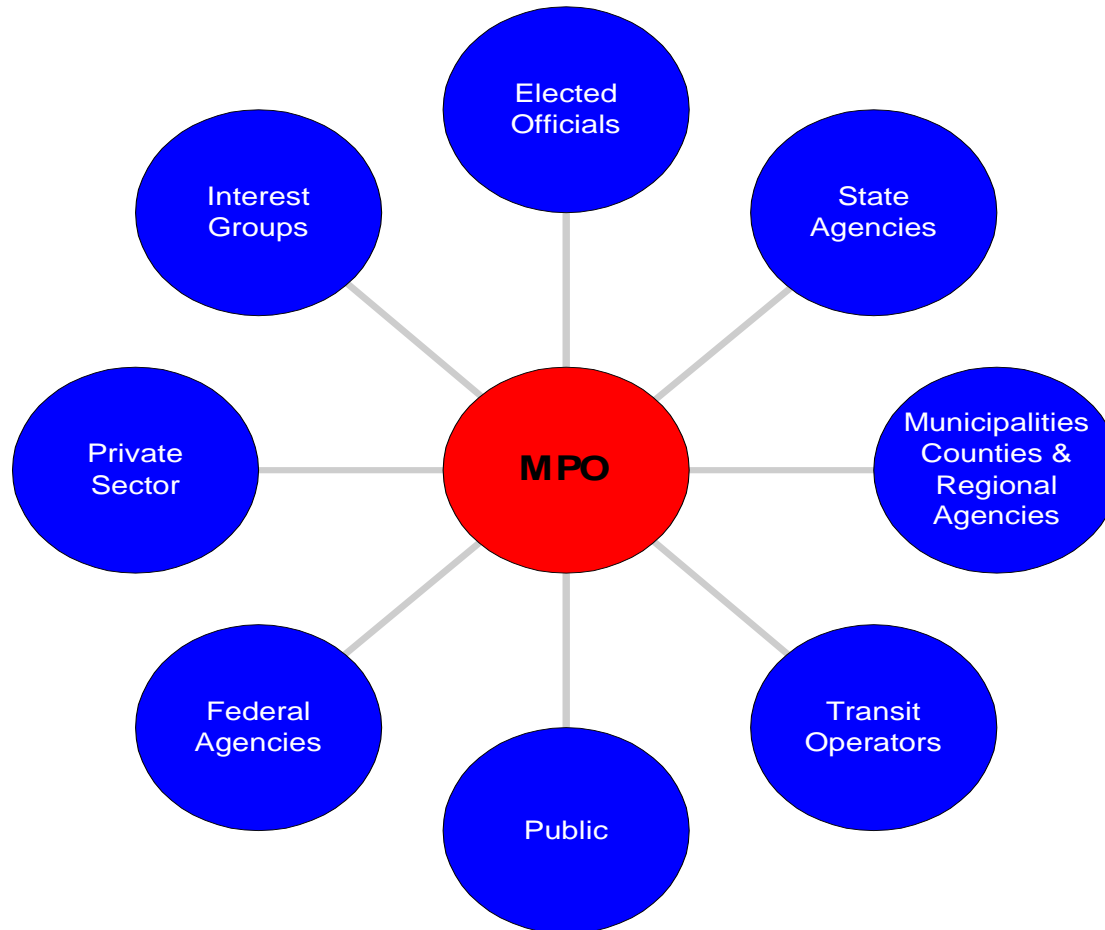 Elected
Officials
Interest
Groups
State
Agencies
Private
Sector
MPO
Municipalities
Counties &
Regional
Agencies
Federal
Agencies
Transit
Operators
Public